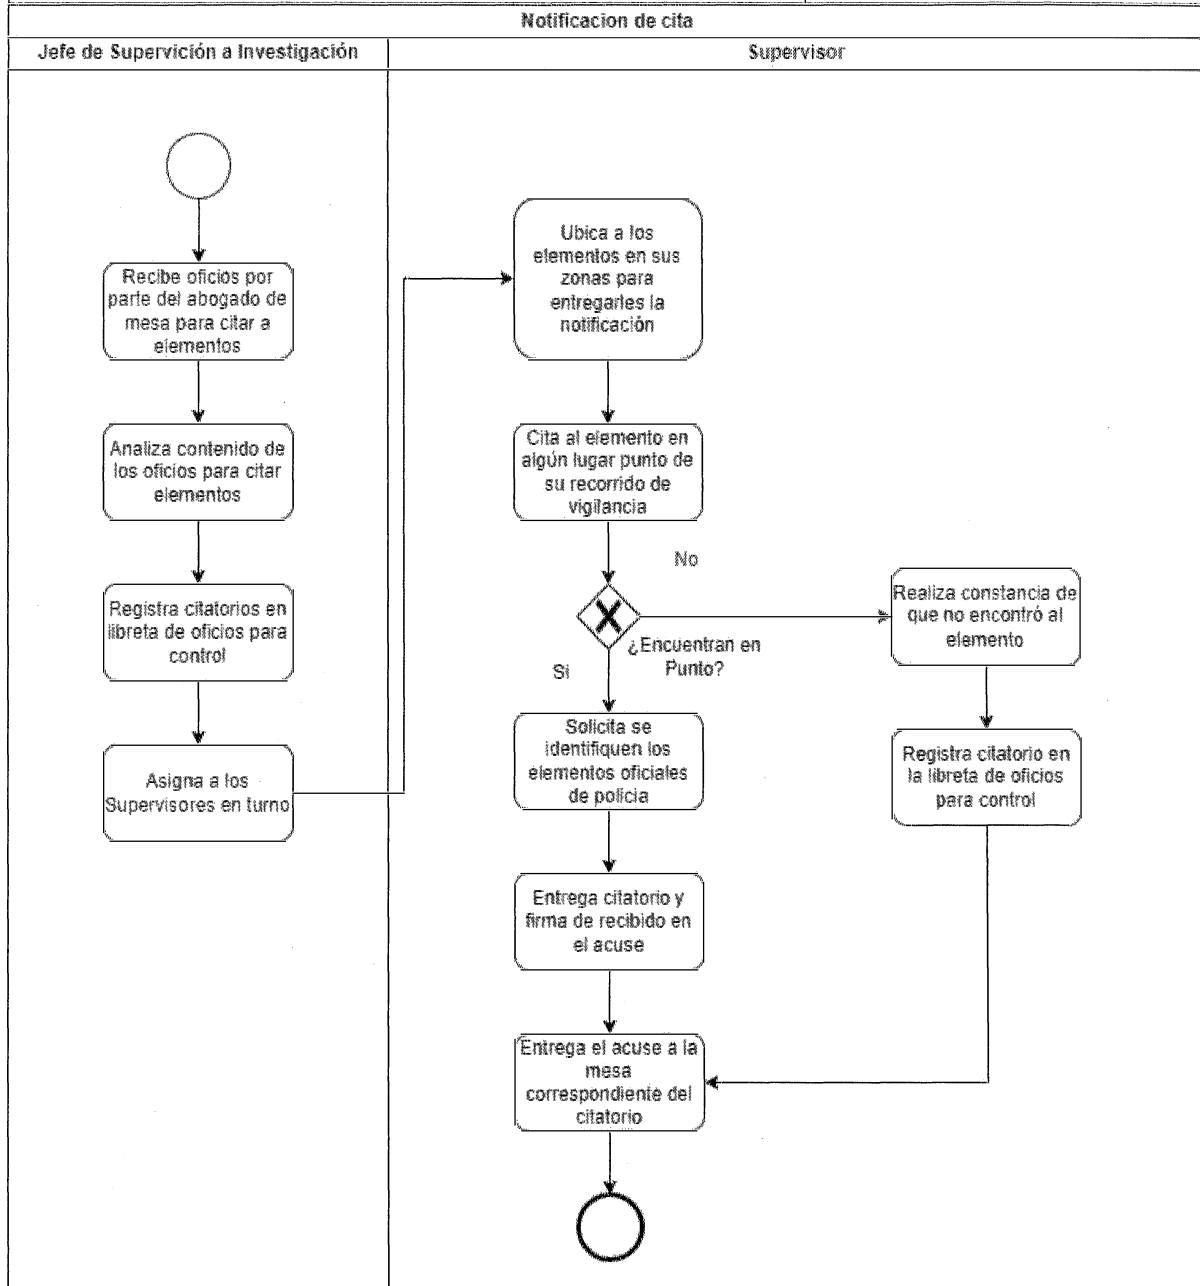 Notificacion de cita
Jefe de Supervición a Investigación
Supervisor
Recibe oficios por
parte del abogado de
mesa para citar a
elementos
Analiza contenido de
los oficios para citar
elementos
Registra citatorios en
libreta de oficios para
control
Asigna a los
Supervisores en turno
Ubica a los
elementos en sus
zonas para
entregarles la
notificación
Cita al elemento en
algún lugar punto de
su recorrido de
vigilancia
No
¿Encuentran en
Punto?
Si
Realiza constancia de
que no encontró al
elemento
Registra citatorio en
la libreta de oficios
para control
Solicita se
identifiquen los
elementos oficiales
de policia
Entrega citatorio y
firma de recibido en
el acuse
Entrega el acuse a la
mesa
correspondiente del
citatorio